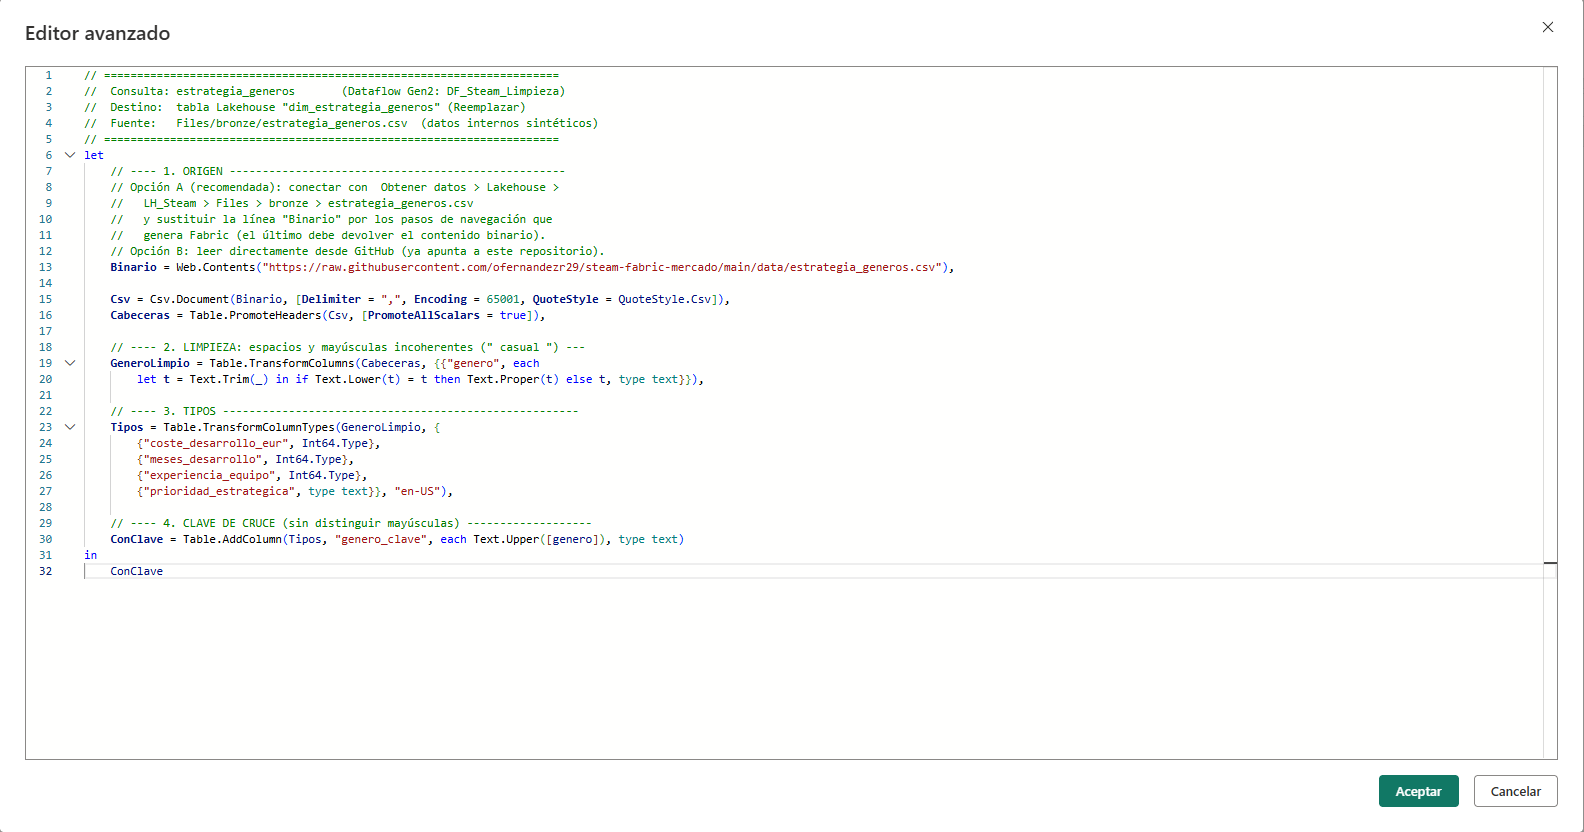 Editor avanzado
1 // =====================================================================
2 //  Consulta: estrategia_generos       (Dataflow Gen2: DF_Steam_Limpieza)
3 //  Destino:  tabla Lakehouse "dim_estrategia_generos" (Reemplazar)
4 //  Fuente:   Files/bronze/estrategia_generos.csv  (datos internos sintéticos)
5 // =====================================================================
6 let
7     // ---- 1. ORIGEN ---------------------------------------------------
8     // Opción A (recomendada): conectar con  Obtener datos > Lakehouse >
9     //   LH_Steam > Files > bronze > estrategia_generos.csv
10     //   y sustituir la línea "Binario" por los pasos de navegación que
11     //   genera Fabric (el último debe devolver el contenido binario).
12     // Opción B: leer directamente desde GitHub (ya apunta a este repositorio).
13     Binario = Web.Contents("https://raw.githubusercontent.com/ofernandezr29/steam-fabric-mercado/main/data/estrategia_generos.csv"),
14
15     Csv = Csv.Document(Binario, [Delimiter = ",", Encoding = 65001, QuoteStyle = QuoteStyle.Csv]),
16     Cabeceras = Table.PromoteHeaders(Csv, [PromoteAllScalars = true]),
17
18     // ---- 2. LIMPIEZA: espacios y mayúsculas incoherentes (" casual ") ---
19     GeneroLimpio = Table.TransformColumns(Cabeceras, {{"genero", each
20         let t = Text.Trim(_) in if Text.Lower(t) = t then Text.Proper(t) else t, type text}}),
21
22     // ---- 3. TIPOS ------------------------------------------------------
23     Tipos = Table.TransformColumnTypes(GeneroLimpio, {
24         {"coste_desarrollo_eur", Int64.Type},
25         {"meses_desarrollo", Int64.Type},
26         {"experiencia_equipo", Int64.Type},
27         {"prioridad_estrategica", type text}}, "en-US"),
28
29     // ---- 4. CLAVE DE CRUCE (sin distinguir mayúsculas) -------------------
30     ConClave = Table.AddColumn(Tipos, "genero_clave", each Text.Upper([genero]), type text)
31 in
32     ConClave
Aceptar Cancelar